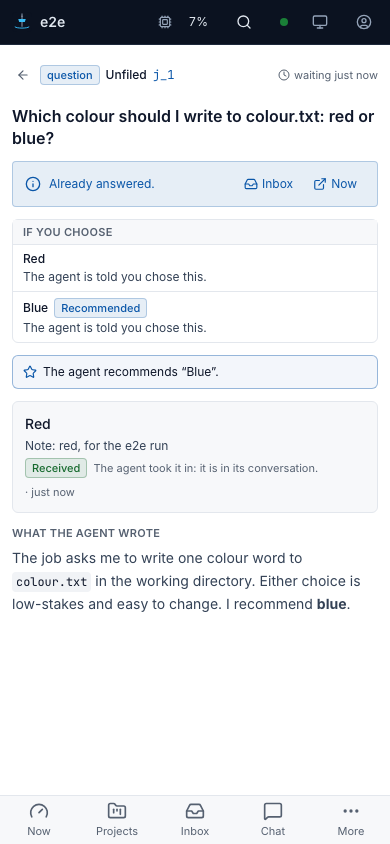 e2e 7%
question Unfiled j_1 waiting just now
Which colour should I write to colour.txt: red or
blue?
Already answered. Inbox Now
IF YOU CHOOSE
Red
The agent is told you chose this.
Blue Recommended
The agent is told you chose this.
The agent recommends “Blue”.
Red
Note: red, for the e2e run
Received The agent took it in: it is in its conversation.
· just now
WHAT THE AGENT WROTE
The job asks me to write one colour word to
colour.txt in the working directory. Either choice is
low-stakes and easy to change. I recommend blue.
Now Projects Inbox Chat More